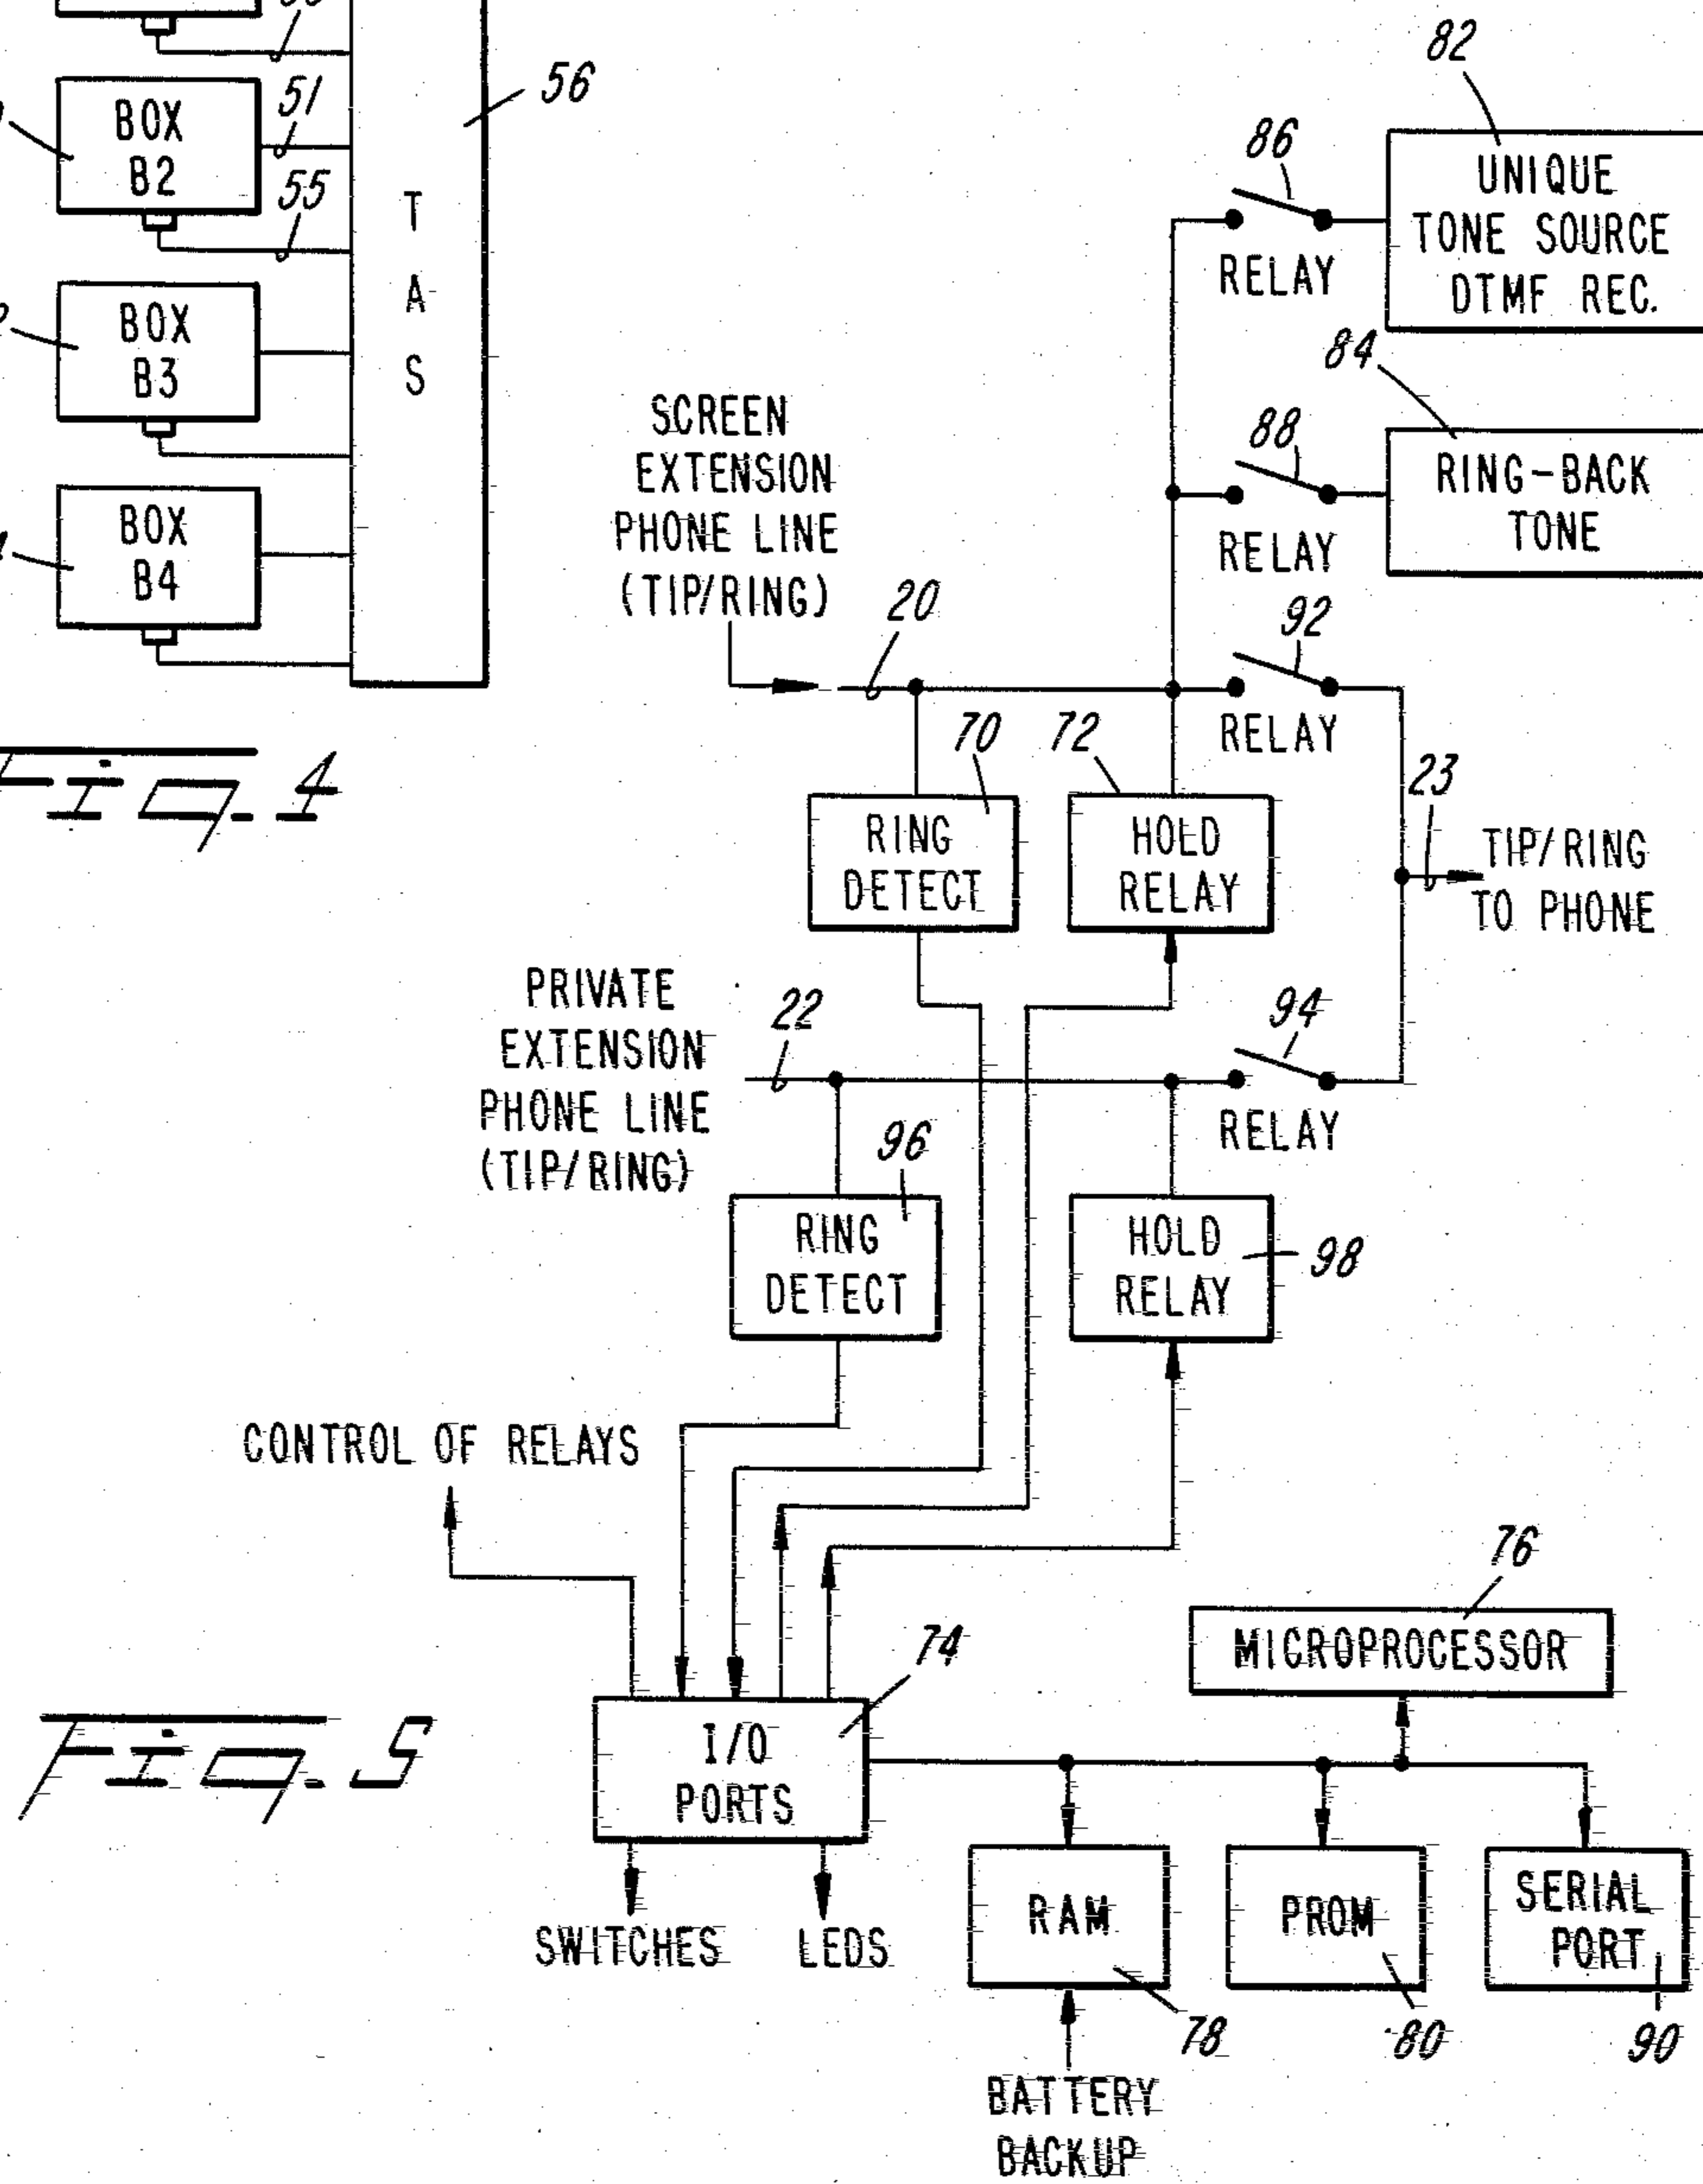 BOX
B2
51
55
BOX
B3
BOX
B4
T
A
S
56
Fig. 4
82
86
RELAY
UNIQUE
TONE SOURCE
DTMF REC.
84
88
RELAY
RING-BACK
TONE
SCREEN
EXTENSION
PHONE LINE
(TIP/RING)
20
92
RELAY
70
72
RING
DETECT
HOLD
RELAY
23
TIP/RING
TO PHONE
PRIVATE
EXTENSION
PHONE LINE
(TIP/RING)
22
94
RELAY
96
RING
DETECT
HOLD
RELAY
98
CONTROL OF RELAYS
76
MICROPROCESSOR
74
I/O
PORTS
Fig. 5
SWITCHES
LEDS
RAM
PROM
SERIAL
PORT
78
80
90
BATTERY
BACKUP